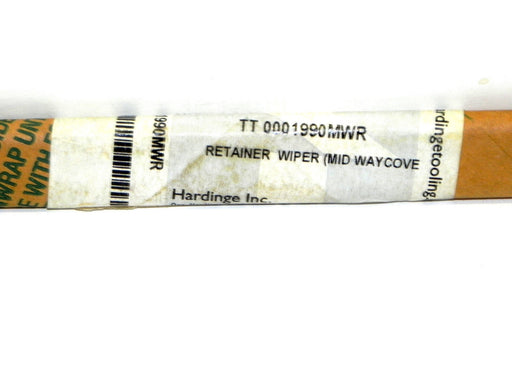 TT 0001990MWR
RETAINER WIPER (MID WAYCOVE
Hardinge Inc.
990MWR
rdingetooling.
WRAP UN
E WITH